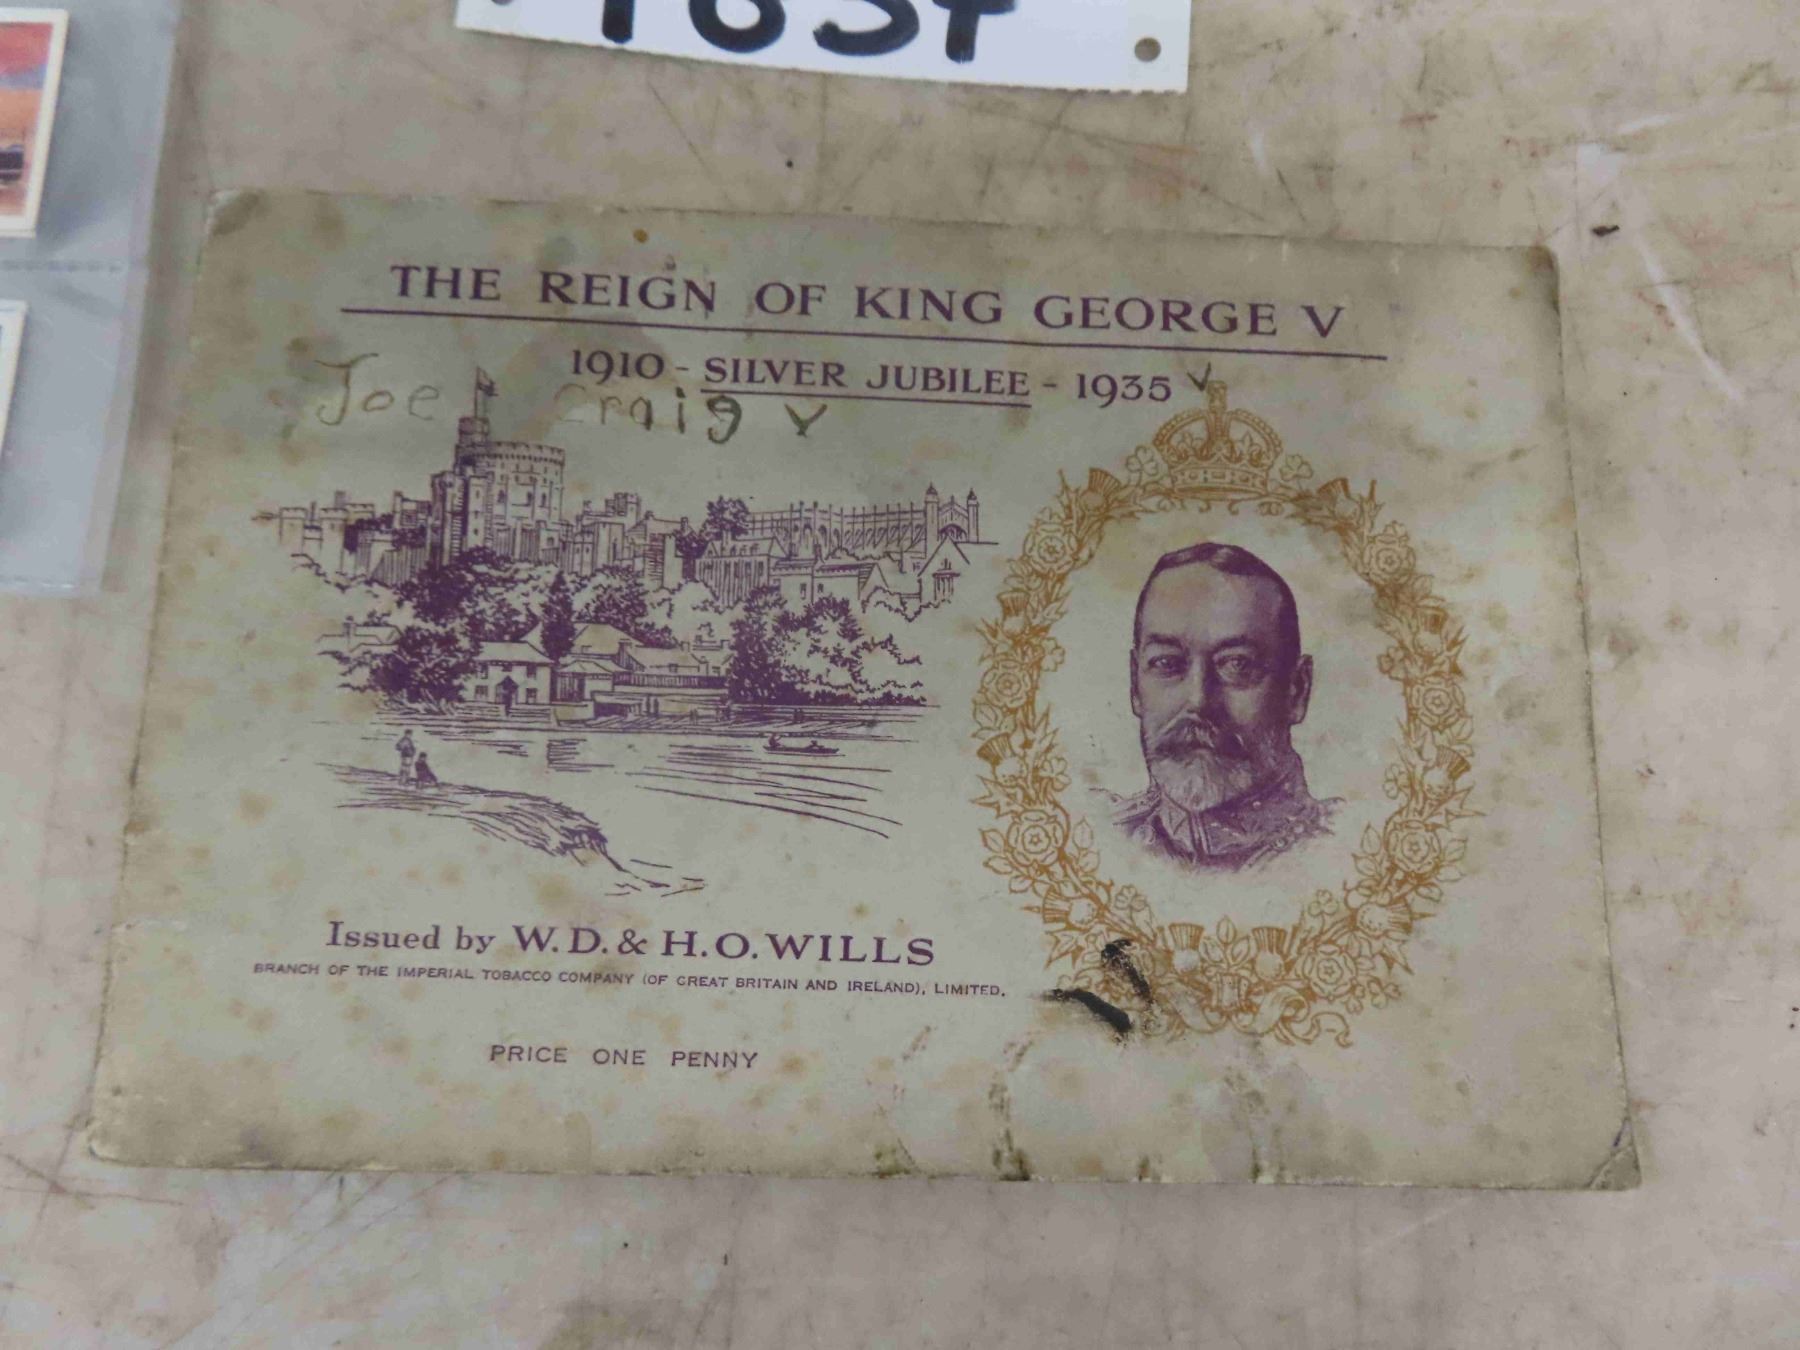 THE REIGN OF KING GEORGE V
1910 - SILVER JUBILEE - 1935
Joe Craig
Issued by W.D. & H.O. WILLS
BRANCH OF THE IMPERIAL TOBACCO COMPANY (OF GREAT BRITAIN AND IRELAND), LIMITED.
PRICE ONE PENNY